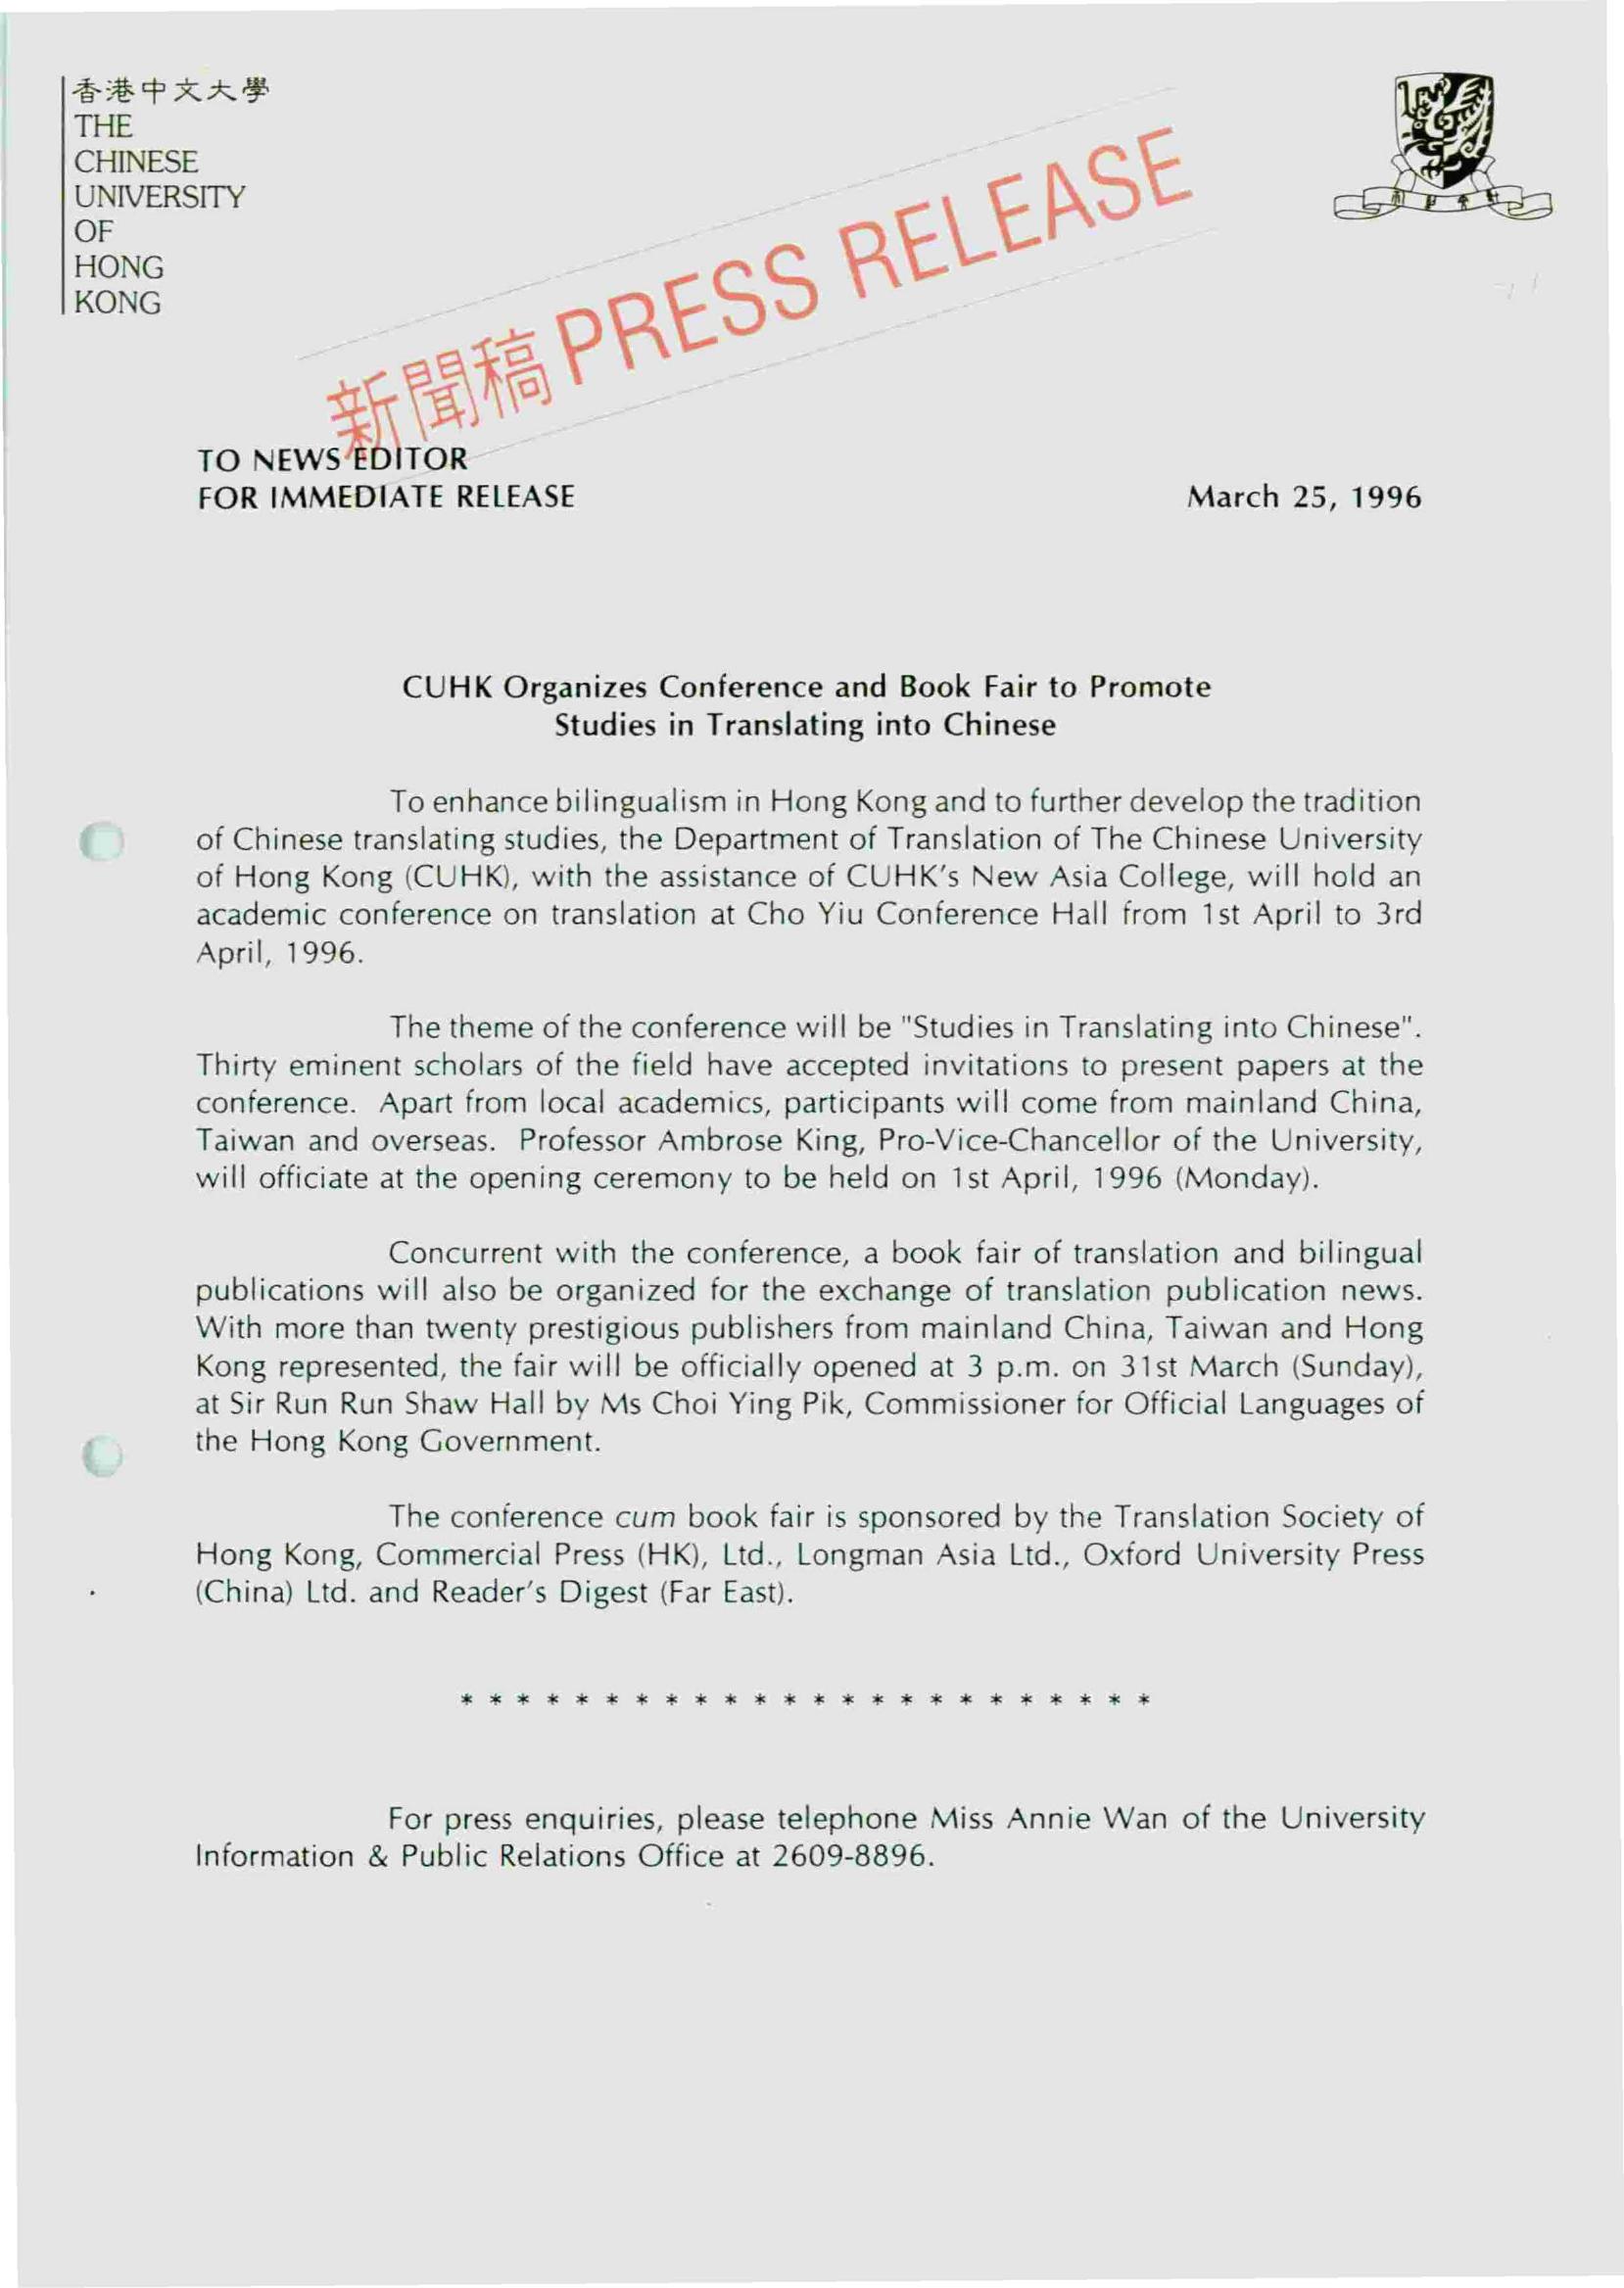 香港中文大學
THE
CHINESE
UNIVERSITY
OF
HONG
KONG
新聞稿 PRESS RELEASE
TO NEWS EDITOR
FOR IMMEDIATE RELEASE
March 25, 1996
CUHK Organizes Conference and Book Fair to Promote
Studies in Translating into Chinese
To enhance bilingualism in Hong Kong and to further develop the tradition
of Chinese translating studies, the Department of Translation of The Chinese University
of Hong Kong (CUHK), with the assistance of CUHK's New Asia College, will hold an
academic conference on translation at Cho Yiu Conference Hall from 1st April to 3rd
April, 1996.
The theme of the conference will be "Studies in Translating into Chinese".
Thirty eminent scholars of the field have accepted invitations to present papers at the
conference. Apart from local academics, participants will come from mainland China,
Taiwan and overseas. Professor Ambrose King, Pro-Vice-Chancellor of the University,
will officiate at the opening ceremony to be held on 1st April, 1996 (Monday).
Concurrent with the conference, a book fair of translation and bilingual
publications will also be organized for the exchange of translation publication news.
With more than twenty prestigious publishers from mainland China, Taiwan and Hong
Kong represented, the fair will be officially opened at 3 p.m. on 31st March (Sunday),
at Sir Run Run Shaw Hall by Ms Choi Ying Pik, Commissioner for Official Languages of
the Hong Kong Government.
The conference cum book fair is sponsored by the Translation Society of
Hong Kong, Commercial Press (HK), Ltd., Longman Asia Ltd., Oxford University Press
(China) Ltd. and Reader's Digest (Far East).
* * * * * * * * * * * * * * * * * * * * * * * *
For press enquiries, please telephone Miss Annie Wan of the University
Information & Public Relations Office at 2609-8896.